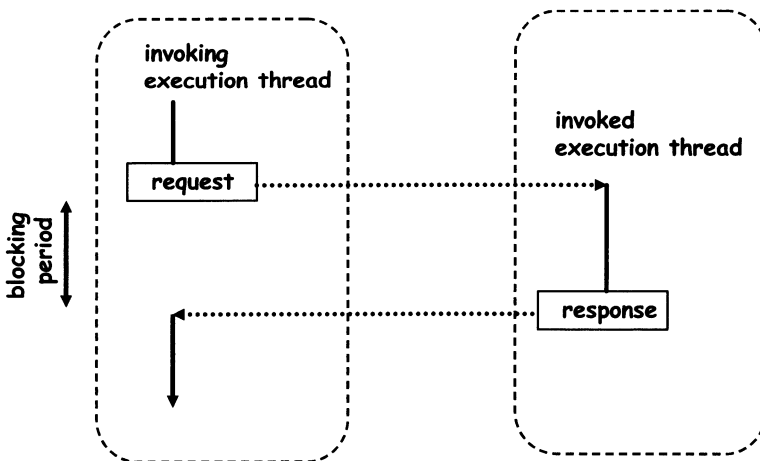 invoking
execution thread
invoked
execution thread
request
blocking
period
response